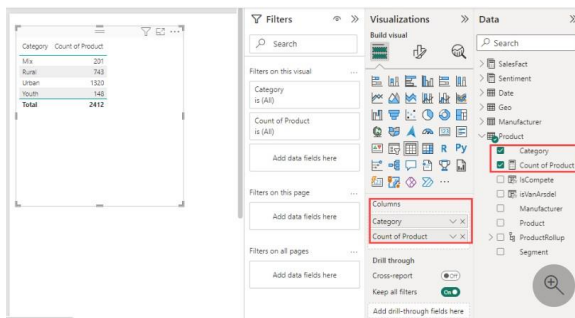 Category Count of Product
Mix 201
Rural 743
Urban 1320
Youth 148
Total 2412
Filters
Search
Filters on this visual ...
Category
is (All)
Count of Product
is (All)
Add data fields here
Filters on this page ...
Add data fields here
Filters on all pages ...
Add data fields here
Visualizations
Build visual
R Py
...
Columns
Category
Count of Product
Drill through
Cross-report Off
Keep all filters On
Add drill-through fields here
Data
Search
SalesFact
Sentiment
Date
Geo
Manufacturer
Product
Category
Count of Product
IsCompete
isVanArsdel
Manufacturer
Product
ProductRollup
Segment